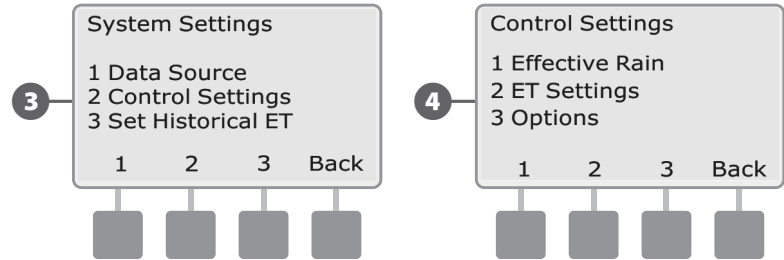 System Settings
1 Data Source
2 Control Settings
3 Set Historical ET
1 2 3 Back
3
Control Settings
1 Effective Rain
2 ET Settings
3 Options
1 2 3 Back
4